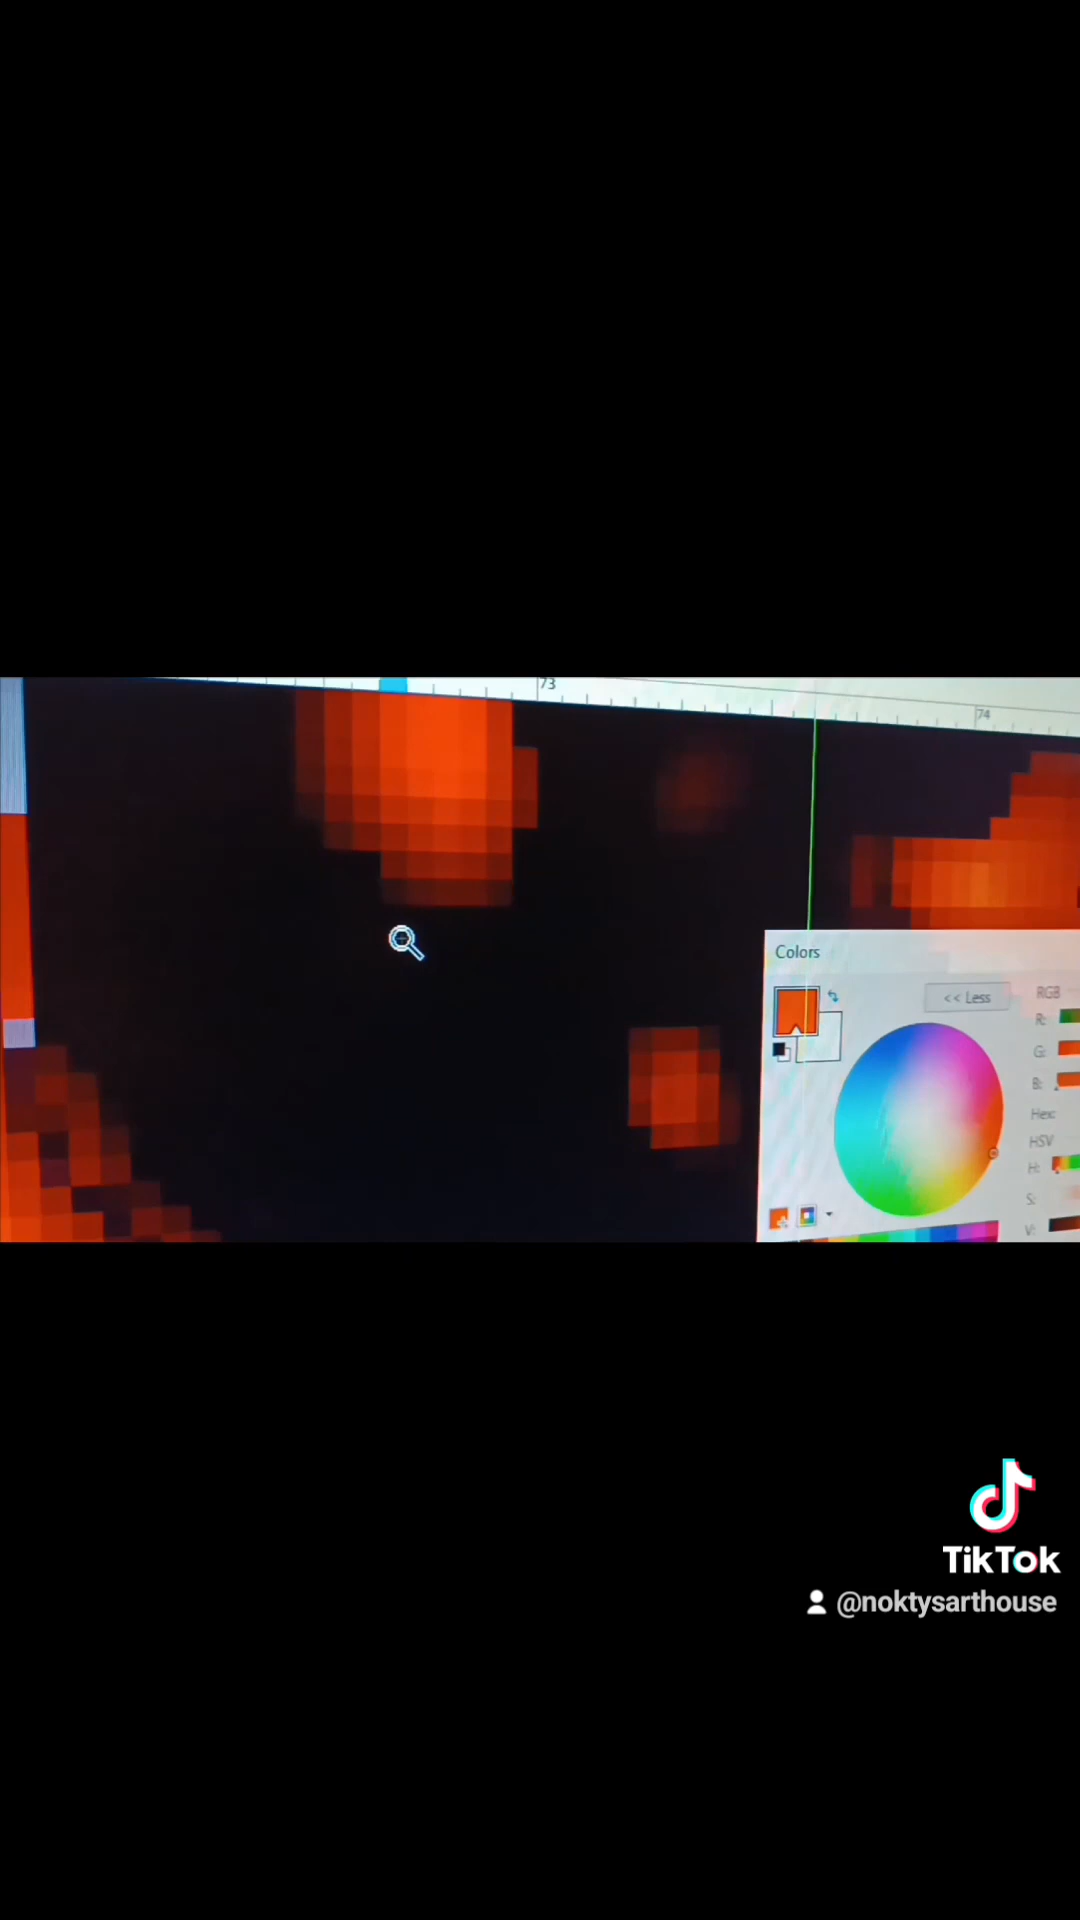 73
74
Colors
<< Less
RGB
R:
G:
B:
Hex:
HSV
H:
S:
V:
TikTok
@noktysarthouse